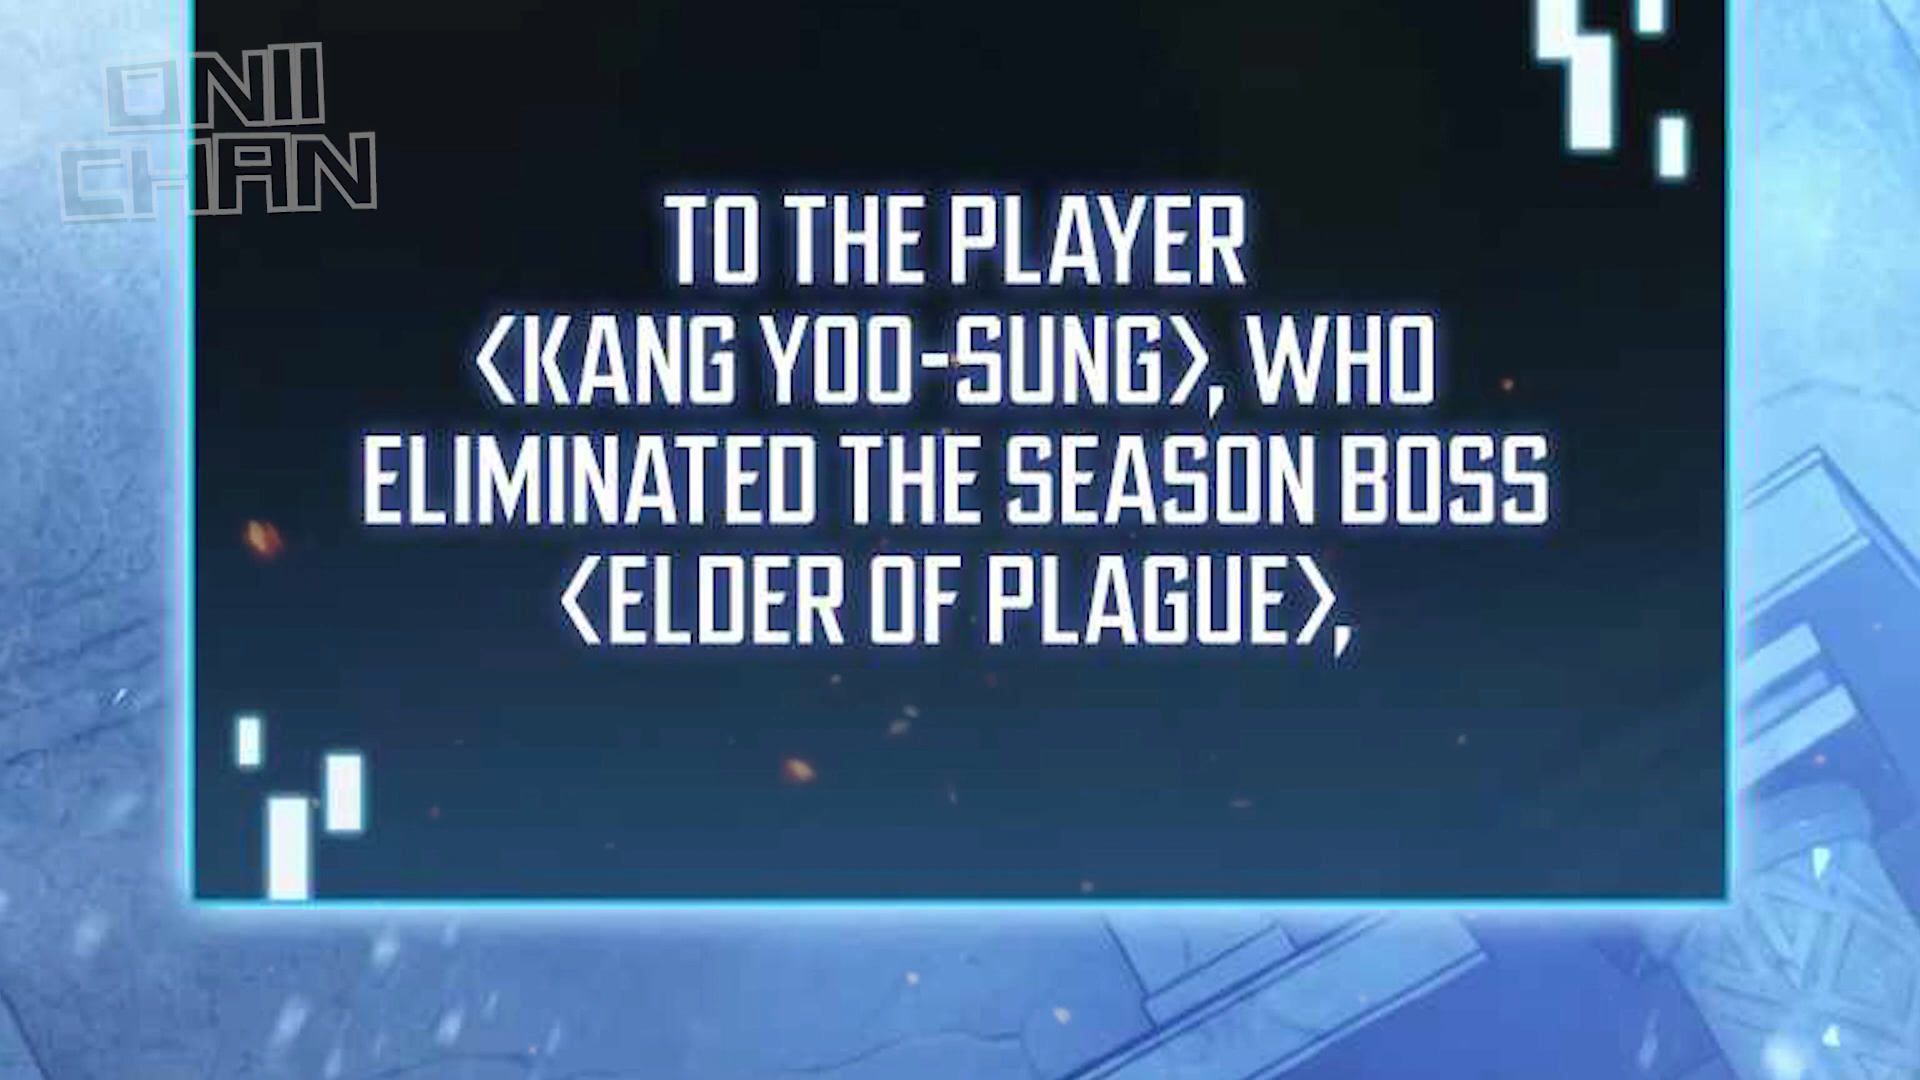 ONII
CHAN
TO THE PLAYER
<KANG YOO-SUNG>, WHO
ELIMINATED THE SEASON BOSS
<ELDER OF PLAGUE>,